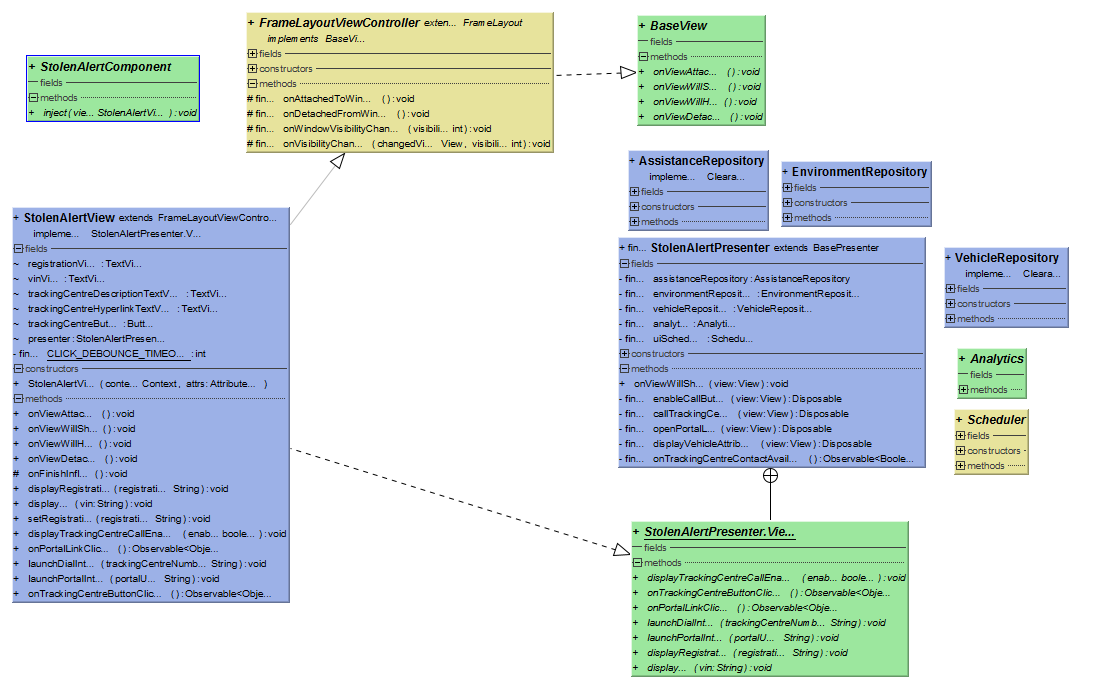 + StolenAlertComponent
fields
methods
+ inject(vie... StolenAlertVi... ):void
+ FrameLayoutViewController exten... FrameLayout
implements BaseVi...
fields
constructors
methods
# fin... onAttachedToWin... ():void
# fin... onDetachedFromWin... ():void
# fin... onWindowVisibilityChan... (visibili... int):void
# fin... onVisibilityChan... (changedVi... View, visibili... int):void
+ BaseView
fields
methods
+ onViewAttac... ():void
+ onViewWillS... ():void
+ onViewWillH... ():void
+ onViewDetac... ():void
+ AssistanceRepository
impleme... Cleara...
fields
constructors
methods
+ EnvironmentRepository
fields
constructors
methods
+ StolenAlertView extends FrameLayoutViewContro...
impleme... StolenAlertPresenter.V...
fields
~ registrationVi... :TextVi...
~ vinVi... :TextVi...
~ trackingCentreDescriptionTextV... :TextVi...
~ trackingCentreHyperlinkTextV... :TextVi...
~ trackingCentreBut... :Butt...
~ presenter:StolenAlertPresen...
- fin... CLICK_DEBOUNCE_TIMEO... :int
constructors
+ StolenAlertVi... (conte... Context, attrs:Attribute... )
methods
+ onViewAttac... ():void
+ onViewWillSh... ():void
+ onViewWillH... ():void
+ onViewDetac... ():void
# onFinishInfl... ():void
+ displayRegistrati... (registrati... String):void
+ display... (vin:String):void
+ setRegistrati... (registrati... String):void
+ displayTrackingCentreCallEna... (enab... boole... ):void
+ onPortalLinkClic... ():Observable<Obje...
+ launchDialInt... (trackingCentreNumb... String):void
+ launchPortalInt... (portalU... String):void
+ onTrackingCentreButtonClic... ():Observable<Obje...
+ fin... StolenAlertPresenter extends BasePresenter
fields
- fin... assistanceRepository:AssistanceRepository
- fin... environmentReposit... :EnvironmentReposit...
- fin... vehicleReposit... :VehicleReposit...
- fin... analyt... :Analyti...
- fin... uiSched... :Schedu...
constructors
methods
+ onViewWillSh... (view:View):void
- fin... enableCallBut... (view:View):Disposable
- fin... callTrackingCe... (view:View):Disposable
- fin... openPortalL... (view:View):Disposable
- fin... displayVehicleAttrib... (view:View):Disposable
- fin... onTrackingCentreContactAvail... ():Observable<Boole...
+ VehicleRepository
impleme... Cleara...
fields
constructors
methods
+ Analytics
fields
methods
+ Scheduler
fields
constructors
methods
+ StolenAlertPresenter.Vie...
fields
methods
+ displayTrackingCentreCallEna... (enab... boole... ):void
+ onTrackingCentreButtonClic... ():Observable<Obje...
+ onPortalLinkClic... ():Observable<Obje...
+ launchDialInt... (trackingCentreNumb... String):void
+ launchPortalInt... (portalU... String):void
+ displayRegistrat... (registrati... String):void
+ display... (vin:String):void